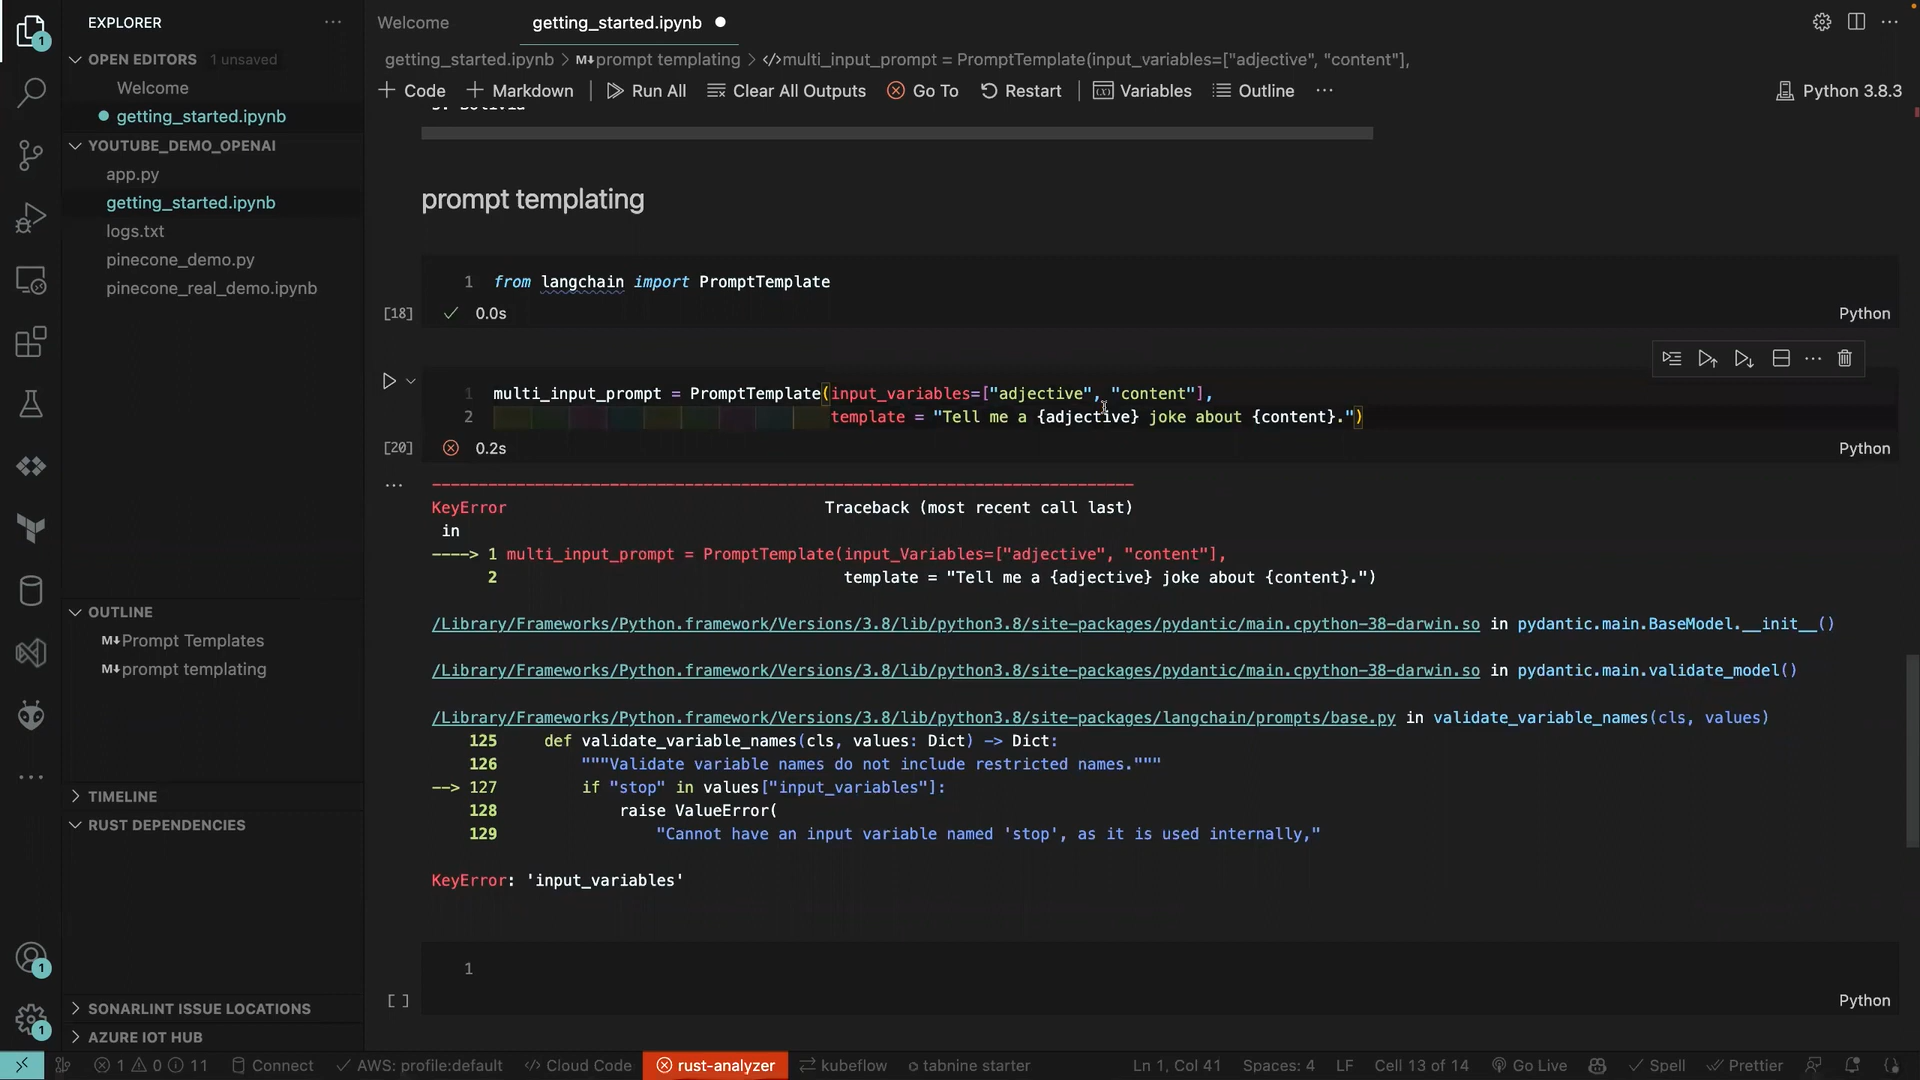 EXPLORER
Welcome
getting_started.ipynb
OPEN EDITORS 1 unsaved
Welcome
getting_started.ipynb
YOUTUBE_DEMO_OPENAI
app.py
getting_started.ipynb
logs.txt
pinecone_demo.py
pinecone_real_demo.ipynb
OUTLINE
M↓Prompt Templates
M↓prompt templating
TIMELINE
RUST DEPENDENCIES
SONARLINT ISSUE LOCATIONS
AZURE IOT HUB
1
1
1
getting_started.ipynb > M↓prompt templating > multi_input_prompt = PromptTemplate(input_variables=["adjective", "content"],
+ Code + Markdown Run All Clear All Outputs Go To Restart Variables Outline ... Python 3.8.3
prompt templating
1 from langchain import PromptTemplate
[18] 0.0s Python
1 multi_input_prompt = PromptTemplate(input_variables=["adjective", "content"],
2 template = "Tell me a {adjective} joke about {content}.")
[20] 0.2s Python
---------------------------------------------------------------------------
KeyError Traceback (most recent call last)
in
----> 1 multi_input_prompt = PromptTemplate(input_Variables=["adjective", "content"],
2 template = "Tell me a {adjective} joke about {content}.")
/Library/Frameworks/Python.framework/Versions/3.8/lib/python3.8/site-packages/pydantic/main.cpython-38-darwin.so in pydantic.main.BaseModel.__init__()
/Library/Frameworks/Python.framework/Versions/3.8/lib/python3.8/site-packages/pydantic/main.cpython-38-darwin.so in pydantic.main.validate_model()
/Library/Frameworks/Python.framework/Versions/3.8/lib/python3.8/site-packages/langchain/prompts/base.py in validate_variable_names(cls, values)
125 def validate_variable_names(cls, values: Dict) -> Dict:
126 """Validate variable names do not include restricted names."""
--> 127 if "stop" in values["input_variables"]:
128 raise ValueError(
129 "Cannot have an input variable named 'stop', as it is used internally,"
KeyError: 'input_variables'
1
[ ] Python
1 0 11 Connect AWS: profile:default Cloud Code rust-analyzer kubeflow tabnine starter Ln 1, Col 41 Spaces: 4 LF Cell 13 of 14 Go Live Spell Prettier